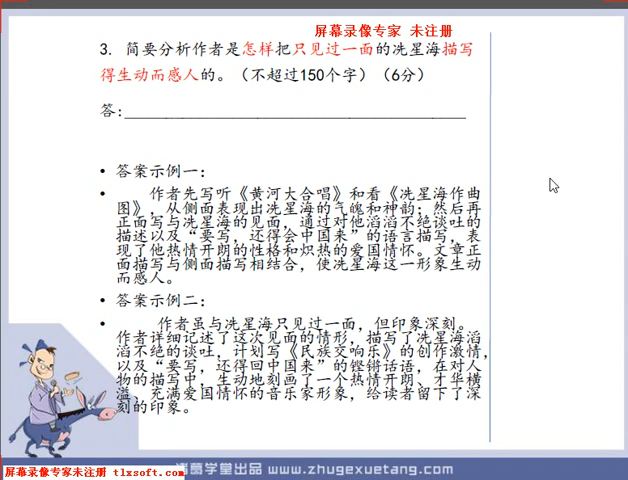 屏幕录像专家 未注册
3. 简要分析作者是怎样把只见过一面的冼星海描写
得生动而感人的。（不超过150个字）（6分）
答:
• 答案示例一：
• 作者先写听《黄河大合唱》和看《冼星海作曲
图》，从侧面表现出冼星海的气魄和神韵；然后再
正面写与冼星海的见面，通过对他滔滔不绝谈吐的
描述以及“要写，还得会中国来”的语言描写，表
现了他热情开朗的性格和炽热的爱国情怀。文章正
面描写与侧面描写相结合，使冼星海这一形象生动
而感人。
• 答案示例二：
• 作者虽与冼星海只见过一面，但印象深刻。
作者详细记述了这次见面的情形，描写了冼星海滔
滔不绝的谈吐，计划写《民族交响乐》的创作激情，
以及“要写，还得回中国来”的铿锵话语，在对人
物的描写中，生动地刻画了一个热情开朗、才华横
溢、充满爱国情怀的音乐家形象，给读者留下了深
刻的印象。
屏幕录像专家未注册 tlxsoft.com
诸葛学堂出品 www.zhugexuetang.com